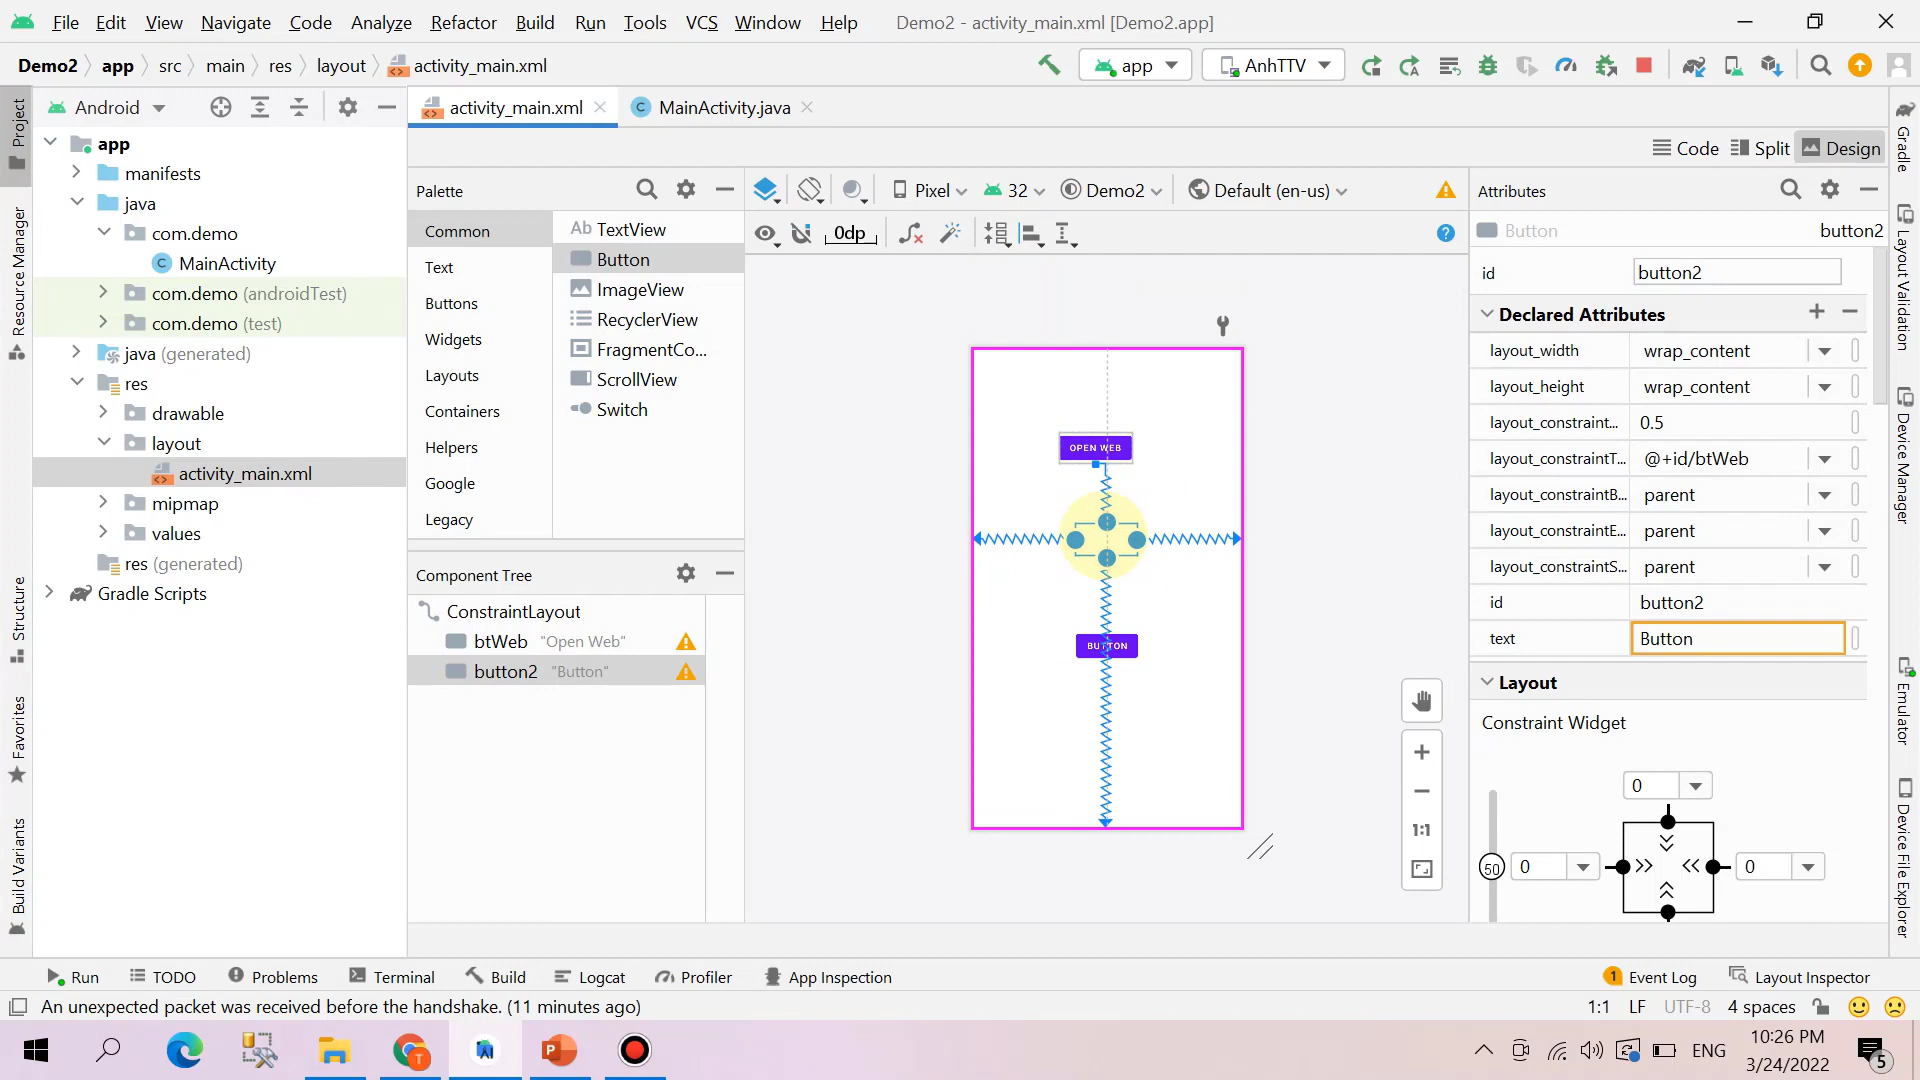 File Edit View Navigate Code Analyze Refactor Build Run Tools VCS Window Help Demo2 - activity_main.xml [Demo2.app]
Demo2 app src main res layout activity_main.xml app AnhTTV
Android
activity_main.xml MainActivity.java
Code Split Design
Project
Resource Manager
Structure
Favorites
Build Variants
app
manifests
java
com.demo
MainActivity
com.demo (androidTest)
com.demo (test)
java (generated)
res
drawable
layout
activity_main.xml
mipmap
values
res (generated)
Gradle Scripts
Palette
Common
Text
Buttons
Widgets
Layouts
Containers
Helpers
Google
Legacy
Ab TextView
Button
ImageView
RecyclerView
FragmentCo...
ScrollView
Switch
Component Tree
ConstraintLayout
btWeb "Open Web"
button2 "Button"
Pixel 32 Demo2 Default (en-us)
0dp
OPEN WEB
BUTTON
1:1
Attributes
Button button2
id button2
Declared Attributes
layout_width wrap_content
layout_height wrap_content
layout_constraint... 0.5
layout_constraintT... @+id/btWeb
layout_constraintB... parent
layout_constraintE... parent
layout_constraintS... parent
id button2
text Button
Layout
Constraint Widget
0
50 0 0
Gradle
Layout Validation
Device Manager
Emulator
Device File Explorer
Run TODO Problems Terminal Build Logcat Profiler App Inspection 1 Event Log Layout Inspector
An unexpected packet was received before the handshake. (11 minutes ago) 1:1 LF UTF-8 4 spaces
ENG
10:26 PM
3/24/2022
5